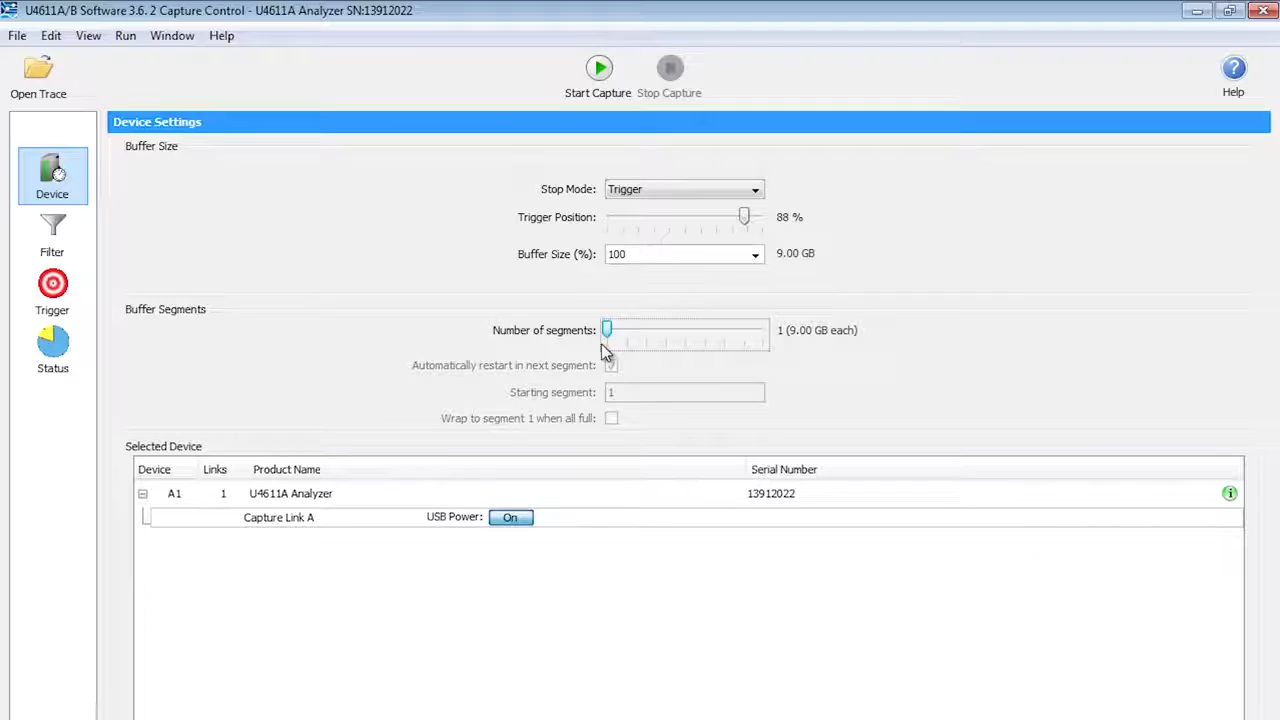 U4611A/B Software 3.6. 2 Capture Control - U4611A Analyzer SN:13912022
File Edit View Run Window Help
Open Trace
Start Capture
Stop Capture
Help
Device Settings
Buffer Size
Device
Stop Mode: Trigger
Trigger Position: 88 %
Filter
Buffer Size (%): 100 9.00 GB
Trigger
Buffer Segments
Number of segments: 1 (9.00 GB each)
Status
Automatically restart in next segment:
Starting segment: 1
Wrap to segment 1 when all full:
Selected Device
Device Links Product Name Serial Number
A1 1 U4611A Analyzer 13912022
Capture Link A USB Power: On